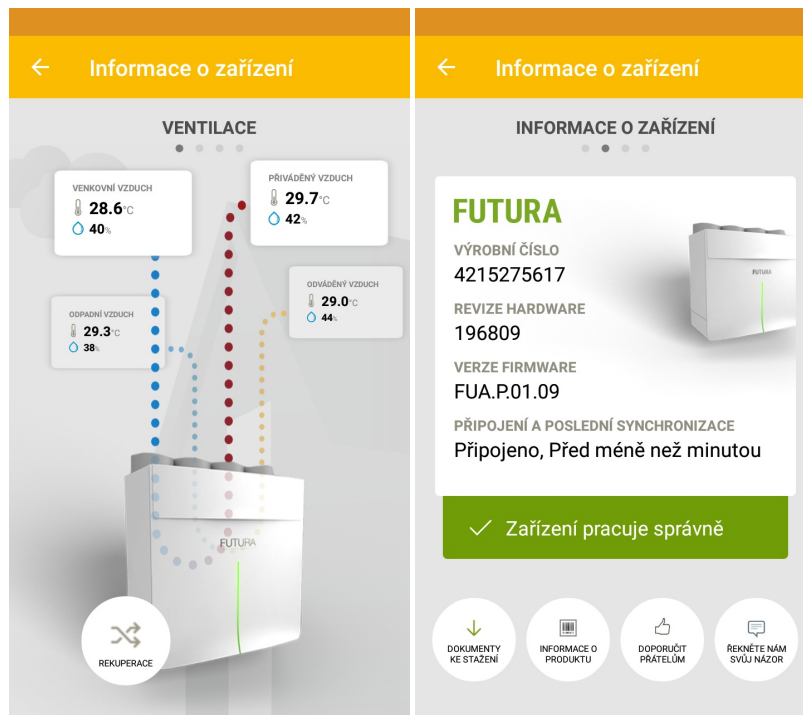 Informace o zařízení
VENTILACE
VENKOVNÍ VZDUCH
28.6°C
40%
PŘIVÁDĚNÝ VZDUCH
29.7°C
42%
ODPADNÍ VZDUCH
29.3°C
38%
ODVÁDĚNÝ VZDUCH
29.0°C
44%
FUTURA
REKUPERACE
Informace o zařízení
INFORMACE O ZAŘÍZENÍ
FUTURA
VÝROBNÍ ČÍSLO
4215275617
REVIZE HARDWARE
196809
VERZE FIRMWARE
FUA.P.01.09
PŘIPOJENÍ A POSLEDNÍ SYNCHRONIZACE
Připojeno, Před méně než minutou
FUTURA
Zařízení pracuje správně
DOKUMENTY
KE STAŽENÍ
INFORMACE O
PRODUKTU
DOPORUČIT
PŘÁTELŮM
ŘEKNĚTE NÁM
SVŮJ NÁZOR